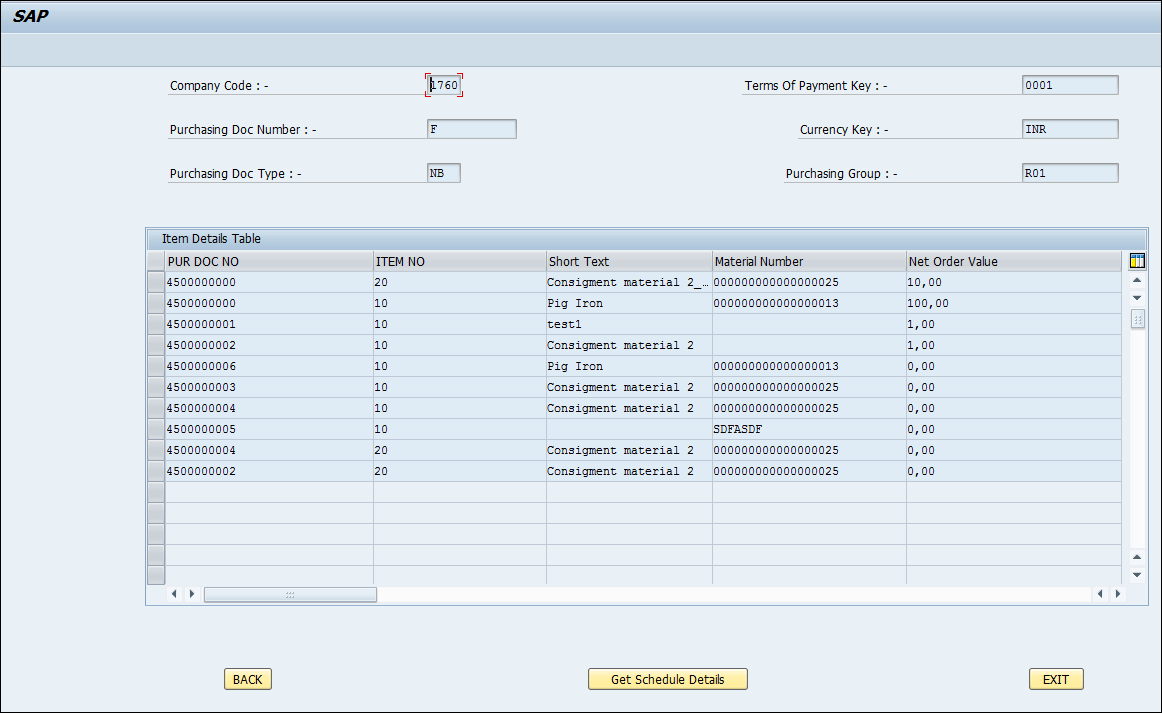 SAP
Company Code : - 1760 Terms Of Payment Key : - 0001
Purchasing Doc Number : - F Currency Key : - INR
Purchasing Doc Type : - NB Purchasing Group : - R01
Item Details Table
PUR DOC NO ITEM NO Short Text Material Number Net Order Value
4500000000 20 Consigment material 2_… 000000000000000025 10,00
4500000000 10 Pig Iron 000000000000000013 100,00
4500000001 10 test1 1,00
4500000002 10 Consigment material 2 1,00
4500000006 10 Pig Iron 000000000000000013 0,00
4500000003 10 Consigment material 2 000000000000000025 0,00
4500000004 10 Consigment material 2 000000000000000025 0,00
4500000005 10 SDFASDF 0,00
4500000004 20 Consigment material 2 000000000000000025 0,00
4500000002 20 Consigment material 2 000000000000000025 0,00
BACK Get Schedule Details EXIT